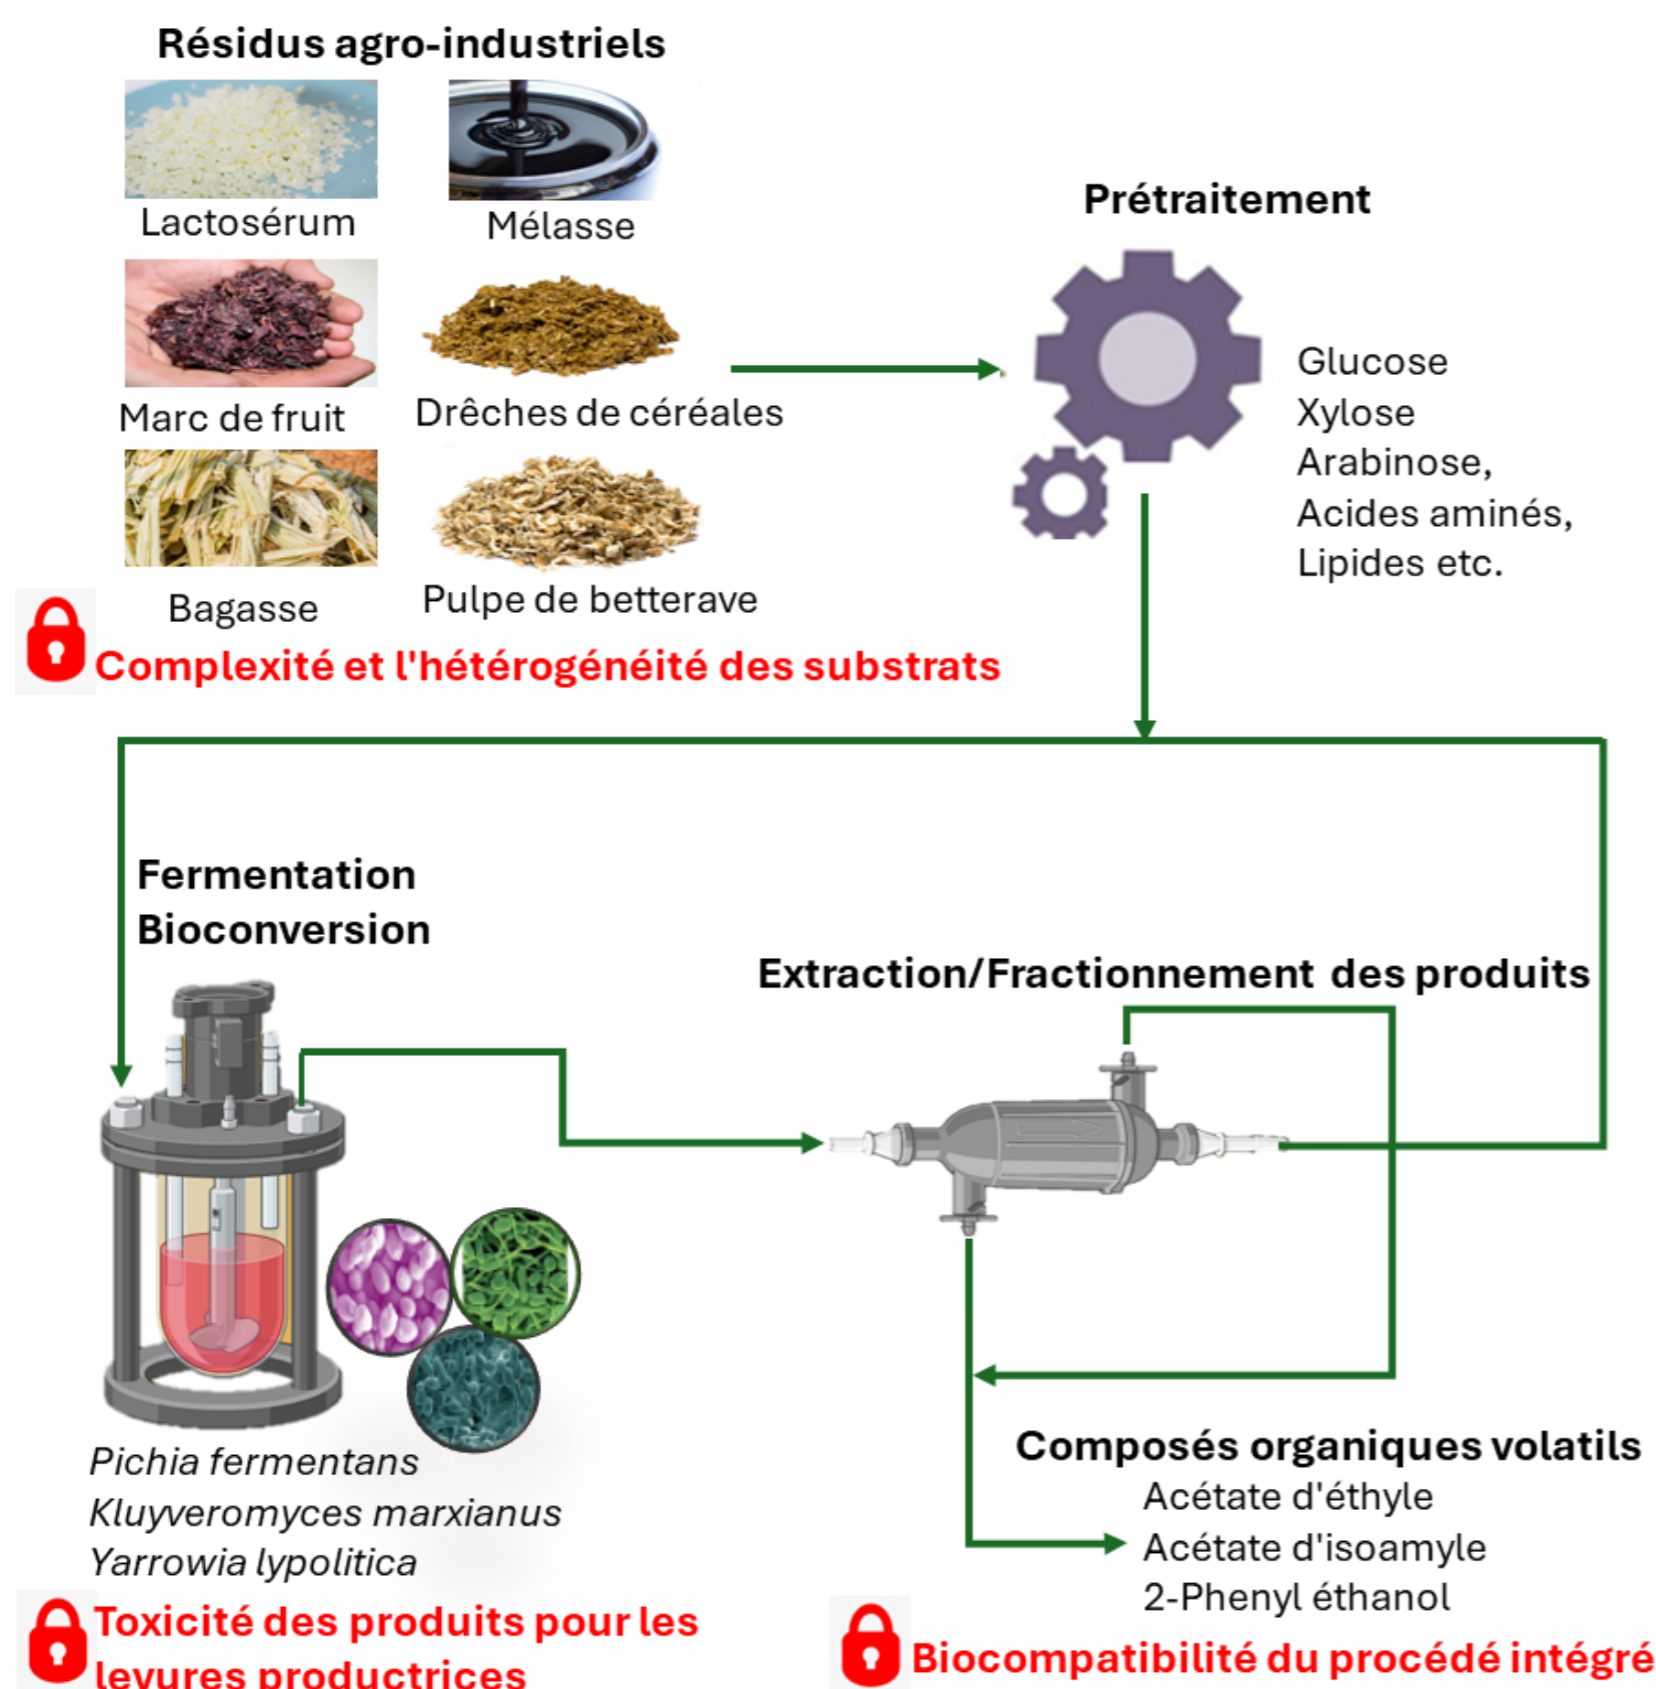 Résidus agro-industriels
Lactosérum
Mélasse
Marc de fruit
Drêches de céréales
Bagasse
Pulpe de betterave
Complexité et l'hétérogénéité des substrats
Prétraitement
Glucose
Xylose
Arabinose,
Acides aminés,
Lipides etc.
Fermentation
Bioconversion
Extraction/Fractionnement des produits
Pichia fermentans
Kluyveromyces marxianus
Yarrowia lypolitica
Toxicité des produits pour les
levures productrices
Composés organiques volatils
Acétate d'éthyle
Acétate d'isoamyle
2-Phenyl éthanol
Biocompatibilité du procédé intégré